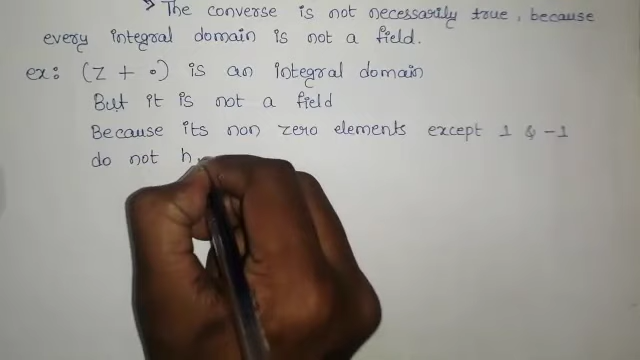 The converse is not necessarily true, because
every integral domain is not a field.
ex: (Z + •) is an integral domain
But it is not a field
Because its non zero elements except 1 & -1
do not h